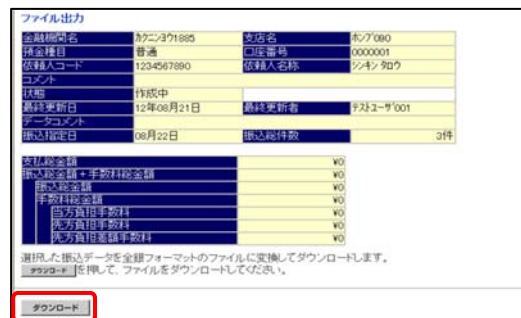 ファイル出力
金融機関名 カクニンヨウ1885 支店名 ホンブ090
預金種目 普通 口座番号 0000001
依頼人コード 1234567890 依頼人名称 シンキン タロウ
コメント
状態 作成中
最終更新日 12年08月21日 最終更新者 テストユーザ001
データコメント
振込指定日 08月22日 振込総件数 3件
支払総金額 ¥0
振込総金額+手数料総金額 ¥0
振込総金額 ¥0
手数料総金額 ¥0
当方負担手数料 ¥0
先方負担手数料 ¥0
先方負担差額手数料 ¥0
選択した振込データを全銀フォーマットのファイルに変換してダウンロードします。
ダウンロード を押して、ファイルをダウンロードしてください。
ダウンロード